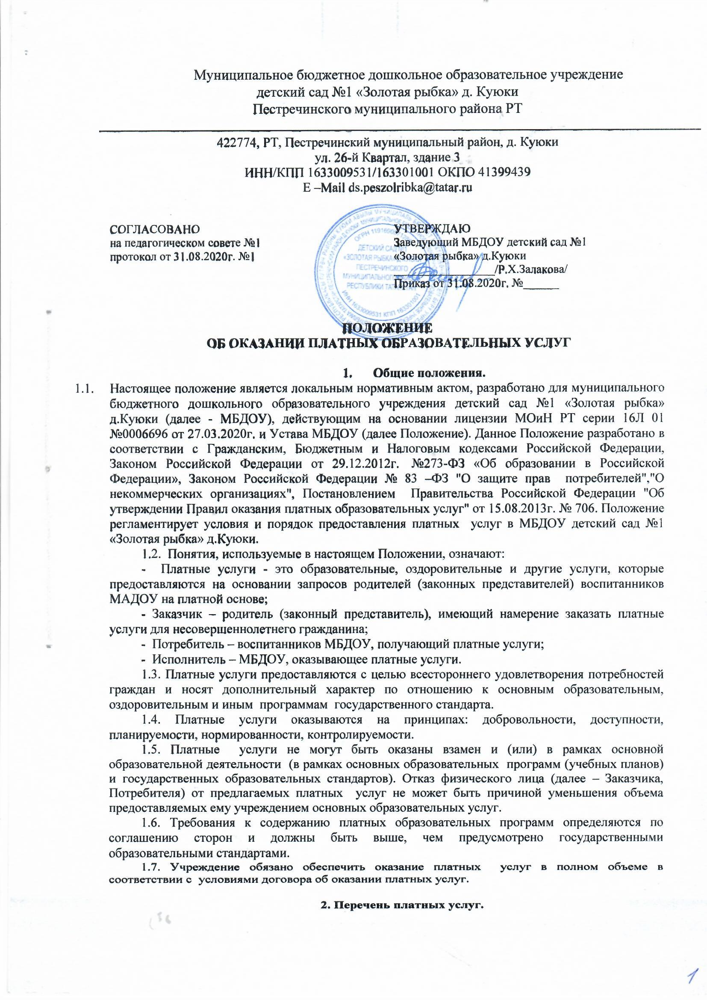 Муниципальное бюджетное дошкольное образовательное учреждение
детский сад №1 «Золотая рыбка» д. Куюки
Пестречинского муниципального района РТ
422774, РТ, Пестречинский муниципальный район, д. Куюки
ул. 26-й Квартал, здание 3
ИНН/КПП 1633009531/163301001 ОКПО 41399439
E –Mail ds.peszolribka@tatar.ru
СОГЛАСОВАНО
на педагогическом совете №1
протокол от 31.08.2020г. №1
УТВЕРЖДАЮ
Заведующий МБДОУ детский сад №1
«Золотая рыбка» д.Куюки
/Р.Х.Залакова/
Приказ от 31.08.2020г. №______
ДЕТСКИЙ САД №1
«ЗОЛОТАЯ РЫБКА»
ПЕСТРЕЧИНСКОГО
МУНИЦИПАЛЬНОГО
РЕСПУБЛИКИ
ИНН 1633009531 КПП 163301001
ПОЛОЖЕНИЕ
ОБ ОКАЗАНИИ ПЛАТНЫХ ОБРАЗОВАТЕЛЬНЫХ УСЛУГ
1. Общие положения.
1.1. Настоящее положение является локальным нормативным актом, разработано для муниципального
бюджетного дошкольного образовательного учреждения детский сад №1 «Золотая рыбка»
д.Куюки (далее - МБДОУ), действующим на основании лицензии МОиН РТ серии 16Л 01
№0006696 от 27.03.2020г. и Устава МБДОУ (далее Положение). Данное Положение разработано в
соответствии с Гражданским, Бюджетным и Налоговым кодексами Российской Федерации,
Законом Российской Федерации от 29.12.2012г. №273-ФЗ «Об образовании в Российской
Федерации», Законом Российской Федерации № 83 –ФЗ "О защите прав потребителей","О
некоммерческих организациях", Постановлением Правительства Российской Федерации "Об
утверждении Правил оказания платных образовательных услуг" от 15.08.2013г. № 706. Положение
регламентирует условия и порядок предоставления платных услуг в МБДОУ детский сад №1
«Золотая рыбка» д.Куюки.
1.2. Понятия, используемые в настоящем Положении, означают:
- Платные услуги - это образовательные, оздоровительные и другие услуги, которые
предоставляются на основании запросов родителей (законных представителей) воспитанников
МАДОУ на платной основе;
- Заказчик – родитель (законный представитель), имеющий намерение заказать платные
услуги для несовершеннолетнего гражданина;
- Потребитель – воспитанников МБДОУ, получающий платные услуги;
- Исполнитель – МБДОУ, оказывающее платные услуги.
1.3. Платные услуги предоставляются с целью всестороннего удовлетворения потребностей
граждан и носят дополнительный характер по отношению к основным образовательным,
оздоровительным и иным программам государственного стандарта.
1.4. Платные услуги оказываются на принципах: добровольности, доступности,
планируемости, нормированности, контролируемости.
1.5. Платные услуги не могут быть оказаны взамен и (или) в рамках основной
образовательной деятельности (в рамках основных образовательных программ (учебных планов)
и государственных образовательных стандартов). Отказ физического лица (далее – Заказчика,
Потребителя) от предлагаемых платных услуг не может быть причиной уменьшения объема
предоставляемых ему учреждением основных образовательных услуг.
1.6. Требования к содержанию платных образовательных программ определяются по
соглашению сторон и должны быть выше, чем предусмотрено государственными
образовательными стандартами.
1.7. Учреждение обязано обеспечить оказание платных услуг в полном объеме в
соответствии с условиями договора об оказании платных услуг.
2. Перечень платных услуг.
1